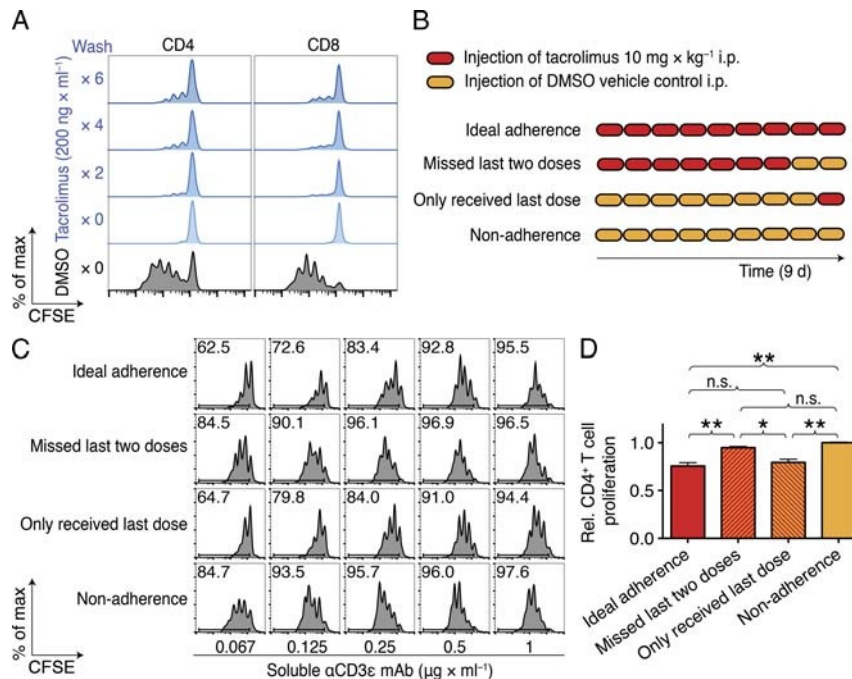 A
Wash
CD4
CD8
× 6
× 4
× 2
× 0
× 0
Tacrolimus (200 ng × ml⁻¹)
DMSO
% of max
CFSE
B
Injection of tacrolimus 10 mg × kg⁻¹ i.p.
Injection of DMSO vehicle control i.p.
Ideal adherence
Missed last two doses
Only received last dose
Non-adherence
Time (9 d)
C
Ideal adherence
62.5 72.6 83.4 92.8 95.5
Missed last two doses
84.5 90.1 96.1 96.9 96.5
Only received last dose
64.7 79.8 84.0 91.0 94.4
Non-adherence
84.7 93.5 95.7 96.0 97.6
% of max
CFSE
0.067 0.125 0.25 0.5 1
Soluble αCD3ε mAb (μg × ml⁻¹)
D
**
n.s.
n.s.
** * **
Rel. CD4⁺ T cell
proliferation
1.0
0.5
0
Ideal adherence
Missed last two doses
Only received last dose
Non-adherence